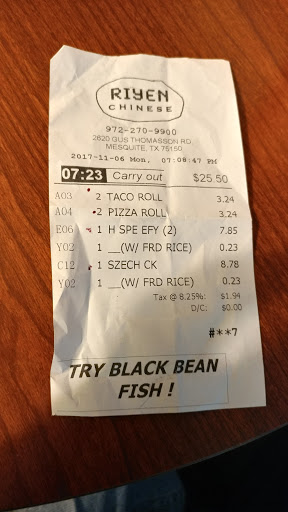 RIYEN
CHINESE
972-270-9900
2620 GUS THOMASSON RD.
MESQUITE, TX 75150
2017-11-06 Mon. 07:08:47 PM
07:23 Carry out $25.50
A03 2 TACO ROLL 3.24
A04 2 PIZZA ROLL 3.24
E06 1 H SPE EFY (2) 7.85
Y02 1 __(W/ FRD RICE) 0.23
C12 1 SZECH CK 8.78
Y02 1 __(W/ FRD RICE) 0.23
Tax @ 8.25%: $1.94
D/C: $0.00
#**7
TRY BLACK BEAN
FISH !